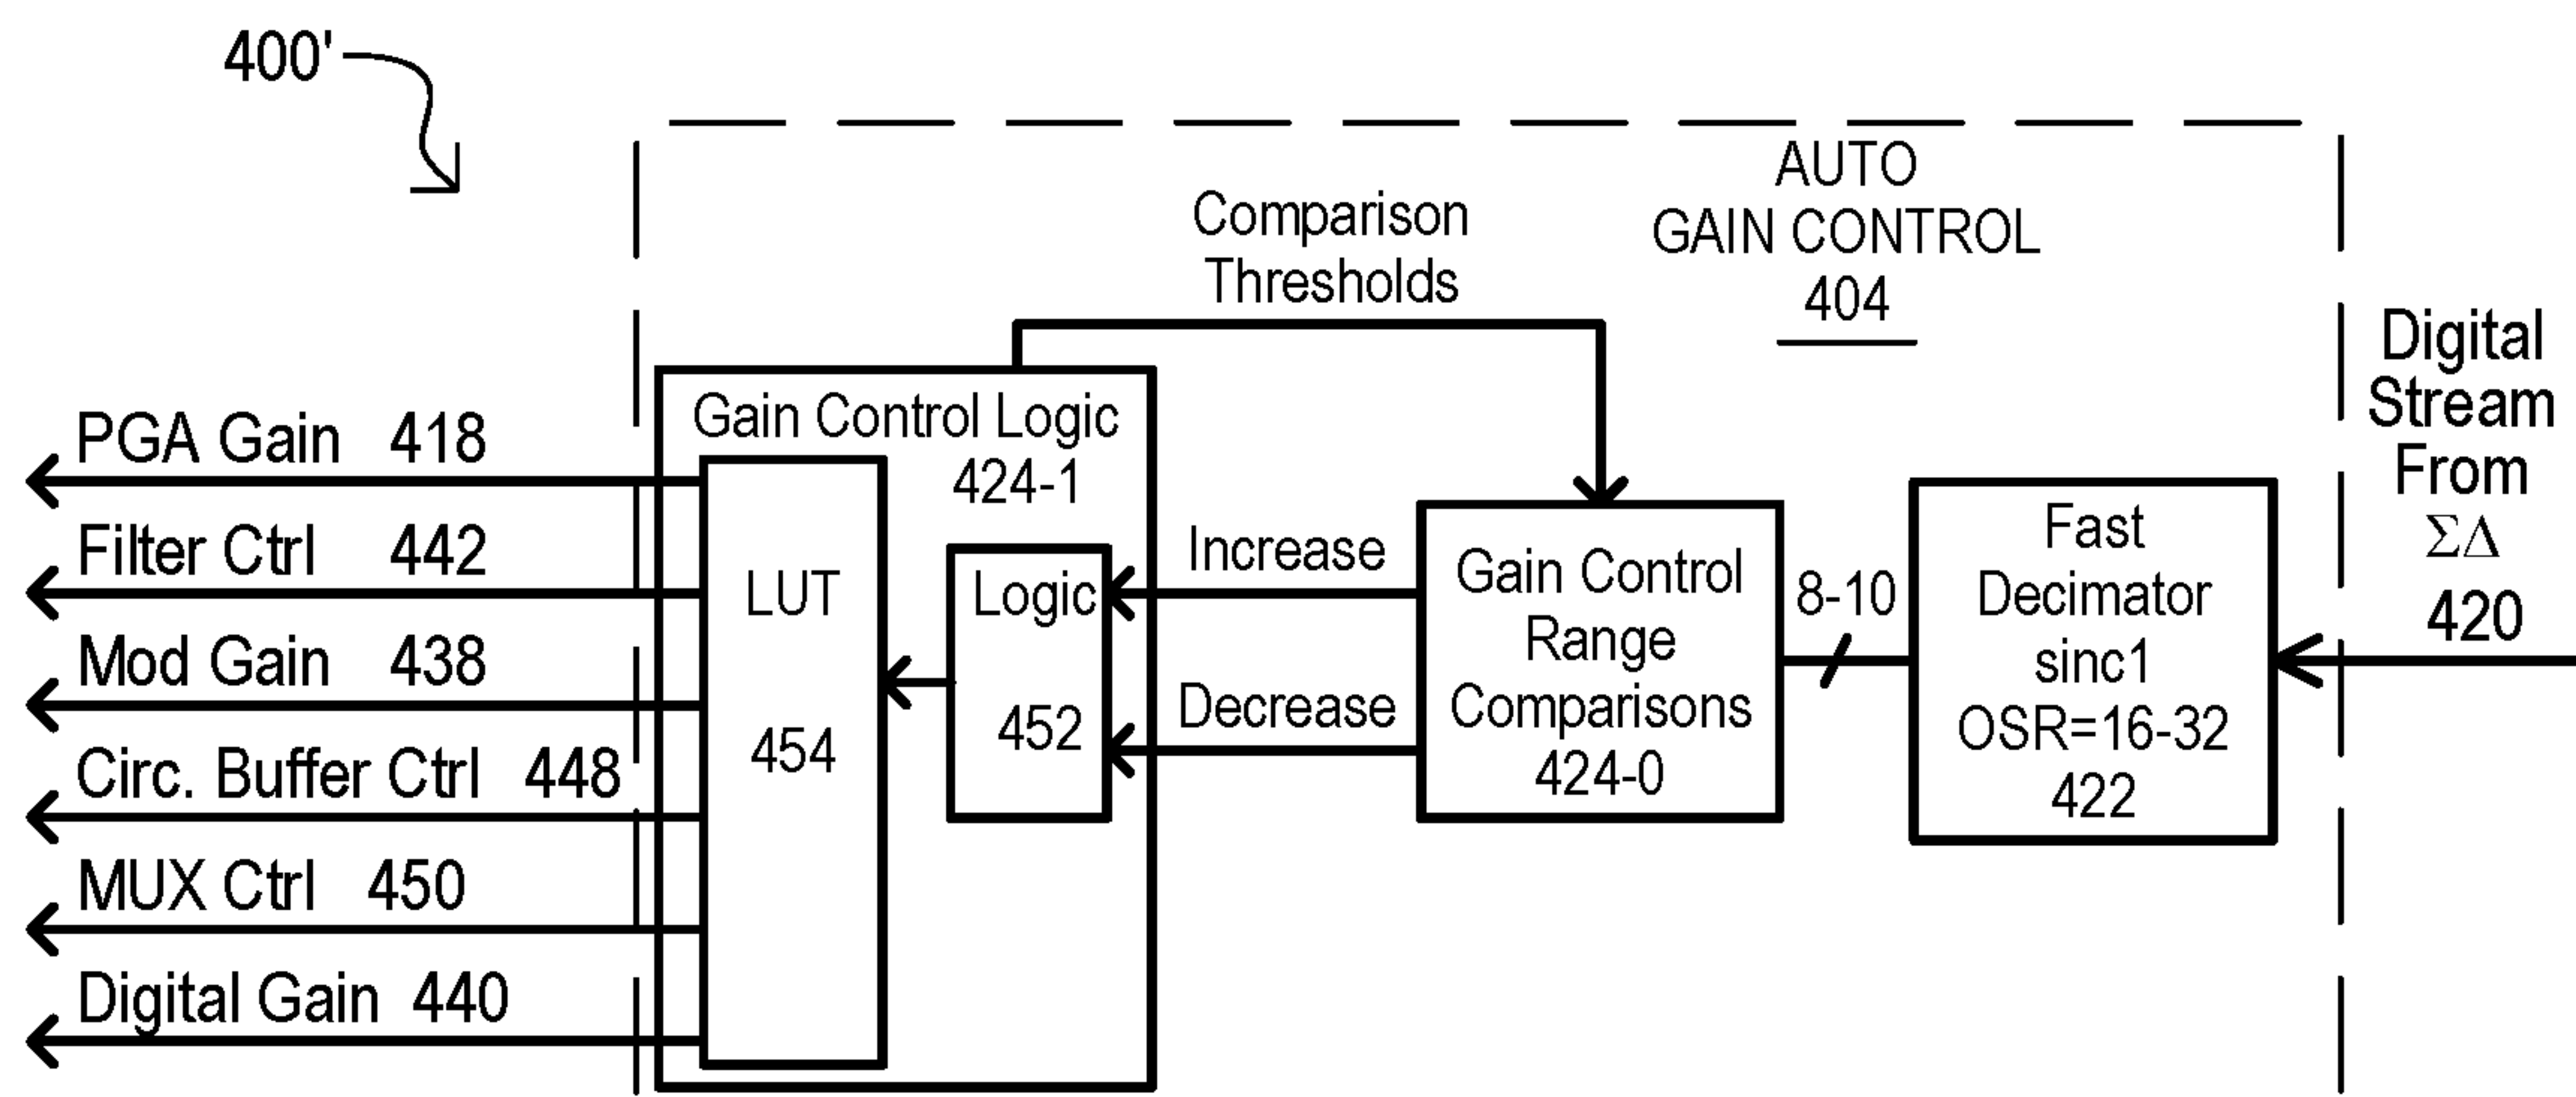 400'
AUTO
GAIN CONTROL
404
Comparison
Thresholds
Digital
Stream
From
ΣΔ
420
PGA Gain 418
Filter Ctrl 442
Mod Gain 438
Circ. Buffer Ctrl 448
MUX Ctrl 450
Digital Gain 440
Gain Control Logic
424-1
LUT
454
Logic
452
Increase
Decrease
Gain Control
Range
Comparisons
424-0
8-10
Fast
Decimator
sinc1
OSR=16-32
422